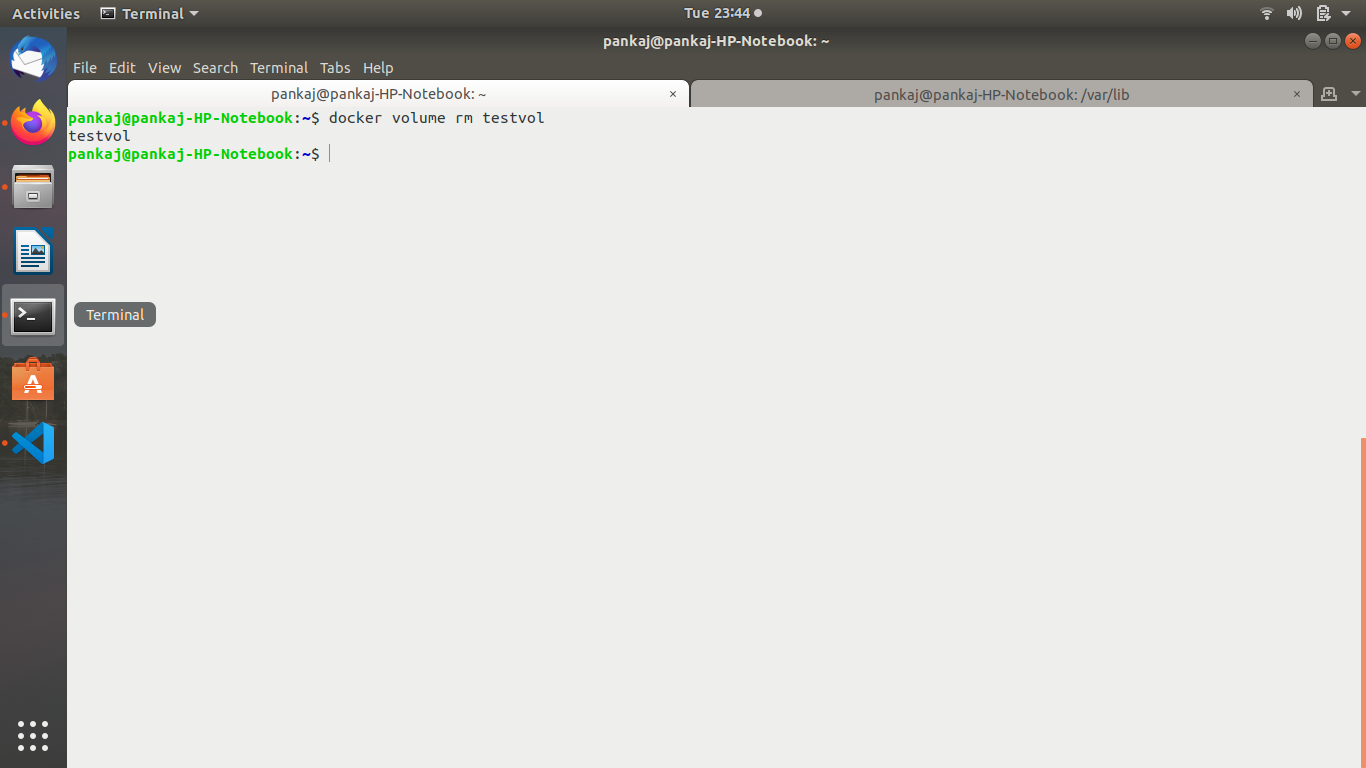 Activities Terminal Tue 23:44
pankaj@pankaj-HP-Notebook: ~
File Edit View Search Terminal Tabs Help
pankaj@pankaj-HP-Notebook: ~ × pankaj@pankaj-HP-Notebook: /var/lib ×
pankaj@pankaj-HP-Notebook:~$ docker volume rm testvol
testvol
pankaj@pankaj-HP-Notebook:~$
Terminal